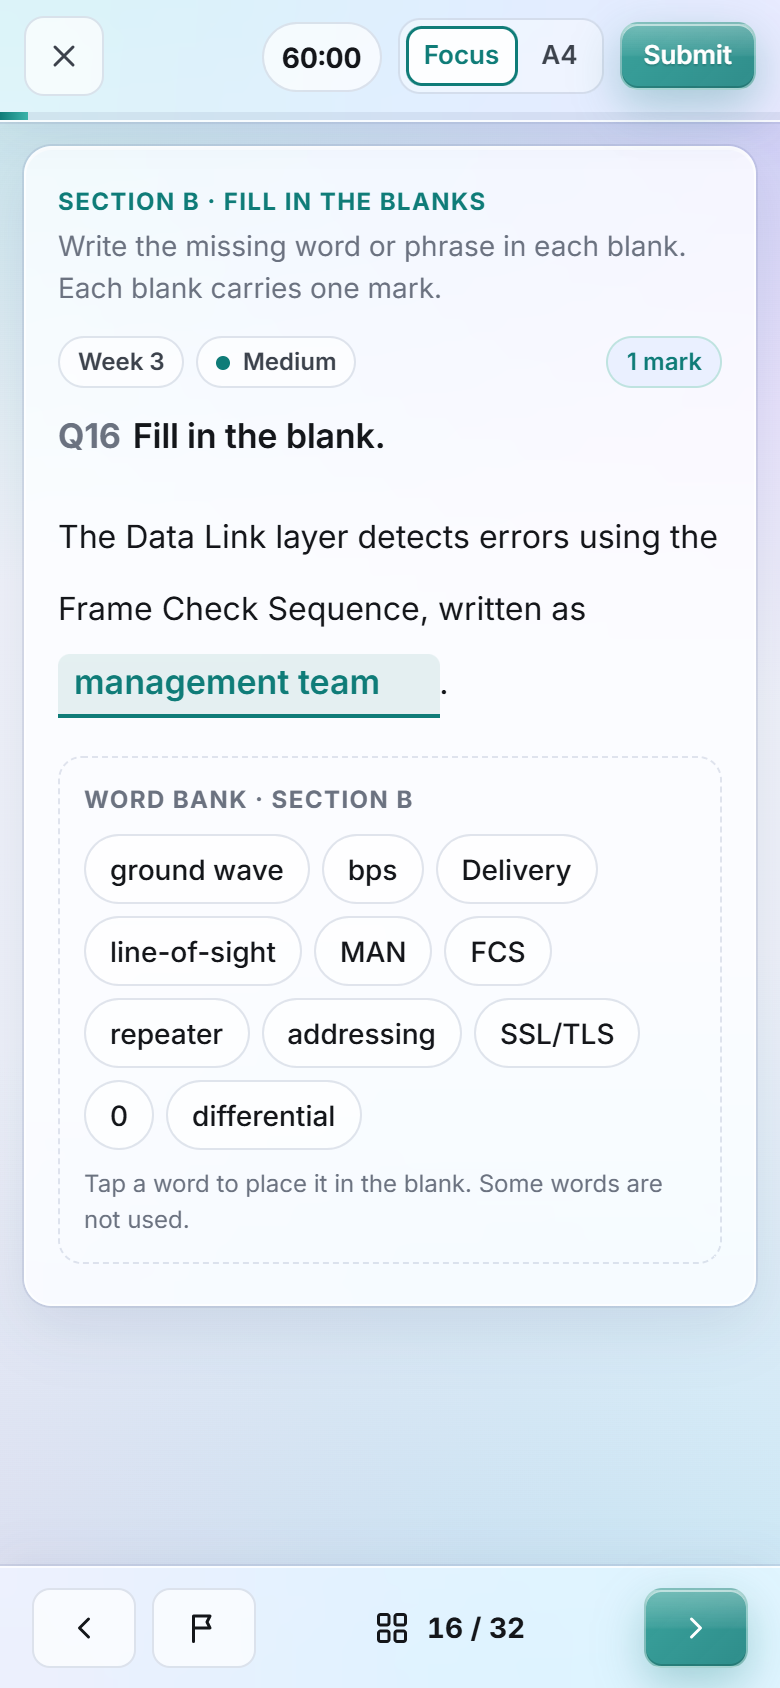 60:00
Focus
A4
Submit
SECTION B · FILL IN THE BLANKS
Write the missing word or phrase in each blank.
Each blank carries one mark.
Week 3
Medium
1 mark
Q16 Fill in the blank.
The Data Link layer detects errors using the
Frame Check Sequence, written as
management team .
WORD BANK · SECTION B
ground wave
bps
Delivery
line-of-sight
MAN
FCS
repeater
addressing
SSL/TLS
0
differential
Tap a word to place it in the blank. Some words are
not used.
16 / 32